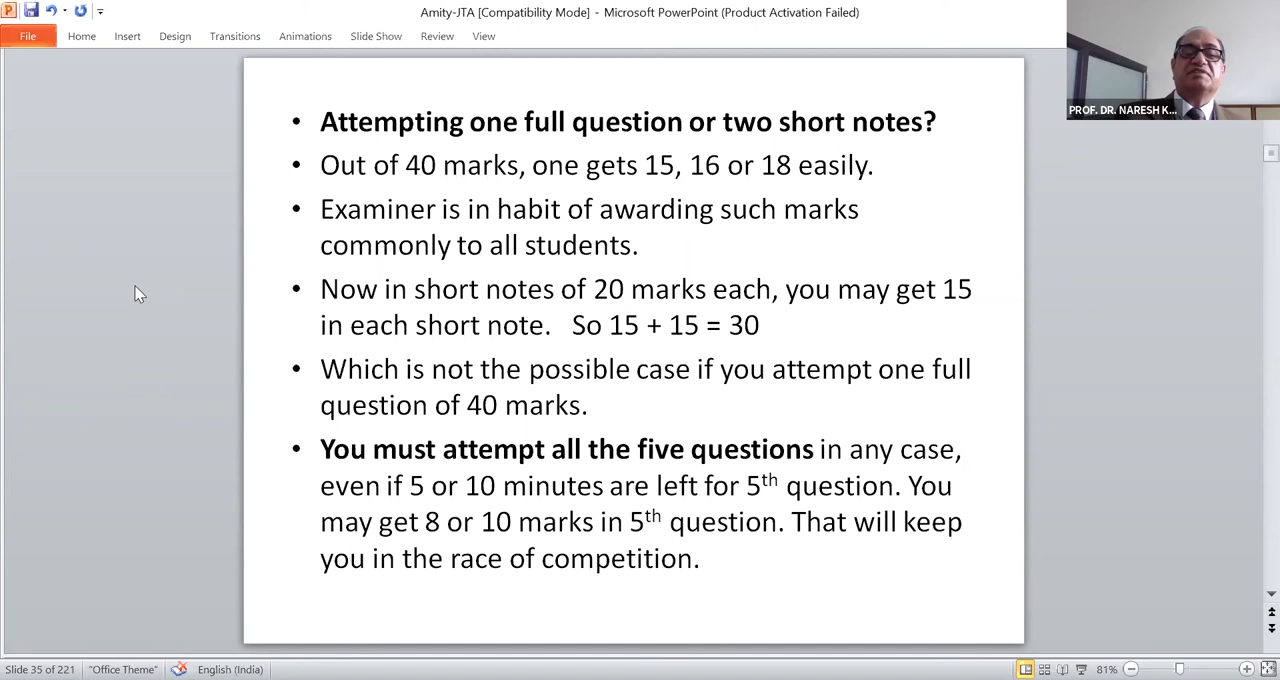 Amity-JTA [Compatibility Mode] - Microsoft PowerPoint (Product Activation Failed)
File Home Insert Design Transitions Animations Slide Show Review View
PROF. DR. NARESH K...
• Attempting one full question or two short notes?
• Out of 40 marks, one gets 15, 16 or 18 easily.
• Examiner is in habit of awarding such marks
commonly to all students.
• Now in short notes of 20 marks each, you may get 15
in each short note. So 15 + 15 = 30
• Which is not the possible case if you attempt one full
question of 40 marks.
• You must attempt all the five questions in any case,
even if 5 or 10 minutes are left for 5th question. You
may get 8 or 10 marks in 5th question. That will keep
you in the race of competition.
Slide 35 of 221 "Office Theme" English (India) 81%